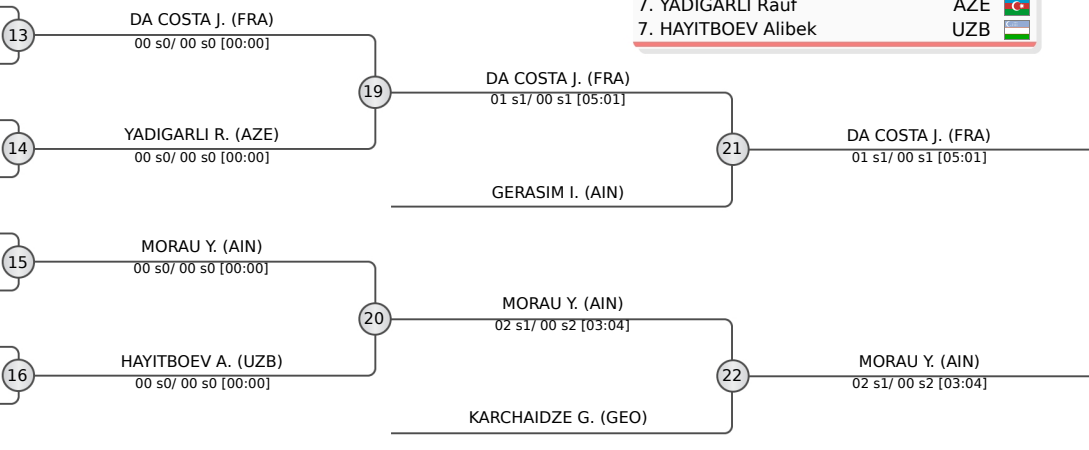 7. YADIGARLI Rauf AZE
7. HAYITBOEV Alibek UZB
13
DA COSTA J. (FRA)
00 s0/ 00 s0 [00:00]
14
YADIGARLI R. (AZE)
00 s0/ 00 s0 [00:00]
15
MORAU Y. (AIN)
00 s0/ 00 s0 [00:00]
16
HAYITBOEV A. (UZB)
00 s0/ 00 s0 [00:00]
19
DA COSTA J. (FRA)
01 s1/ 00 s1 [05:01]
GERASIM I. (AIN)
20
MORAU Y. (AIN)
02 s1/ 00 s2 [03:04]
KARCHAIDZE G. (GEO)
21
DA COSTA J. (FRA)
01 s1/ 00 s1 [05:01]
22
MORAU Y. (AIN)
02 s1/ 00 s2 [03:04]